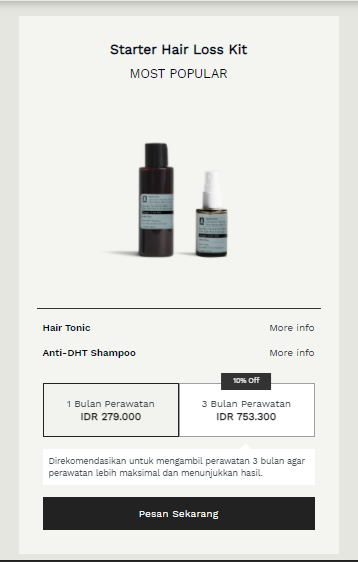 Starter Hair Loss Kit
MOST POPULAR
Hair Tonic More info
Anti-DHT Shampoo More info
10% Off
1 Bulan Perawatan 3 Bulan Perawatan
IDR 279.000 IDR 753.300
Direkomendasikan untuk mengambil perawatan 3 bulan agar
perawatan lebih maksimal dan menunjukkan hasil.
Pesan Sekarang